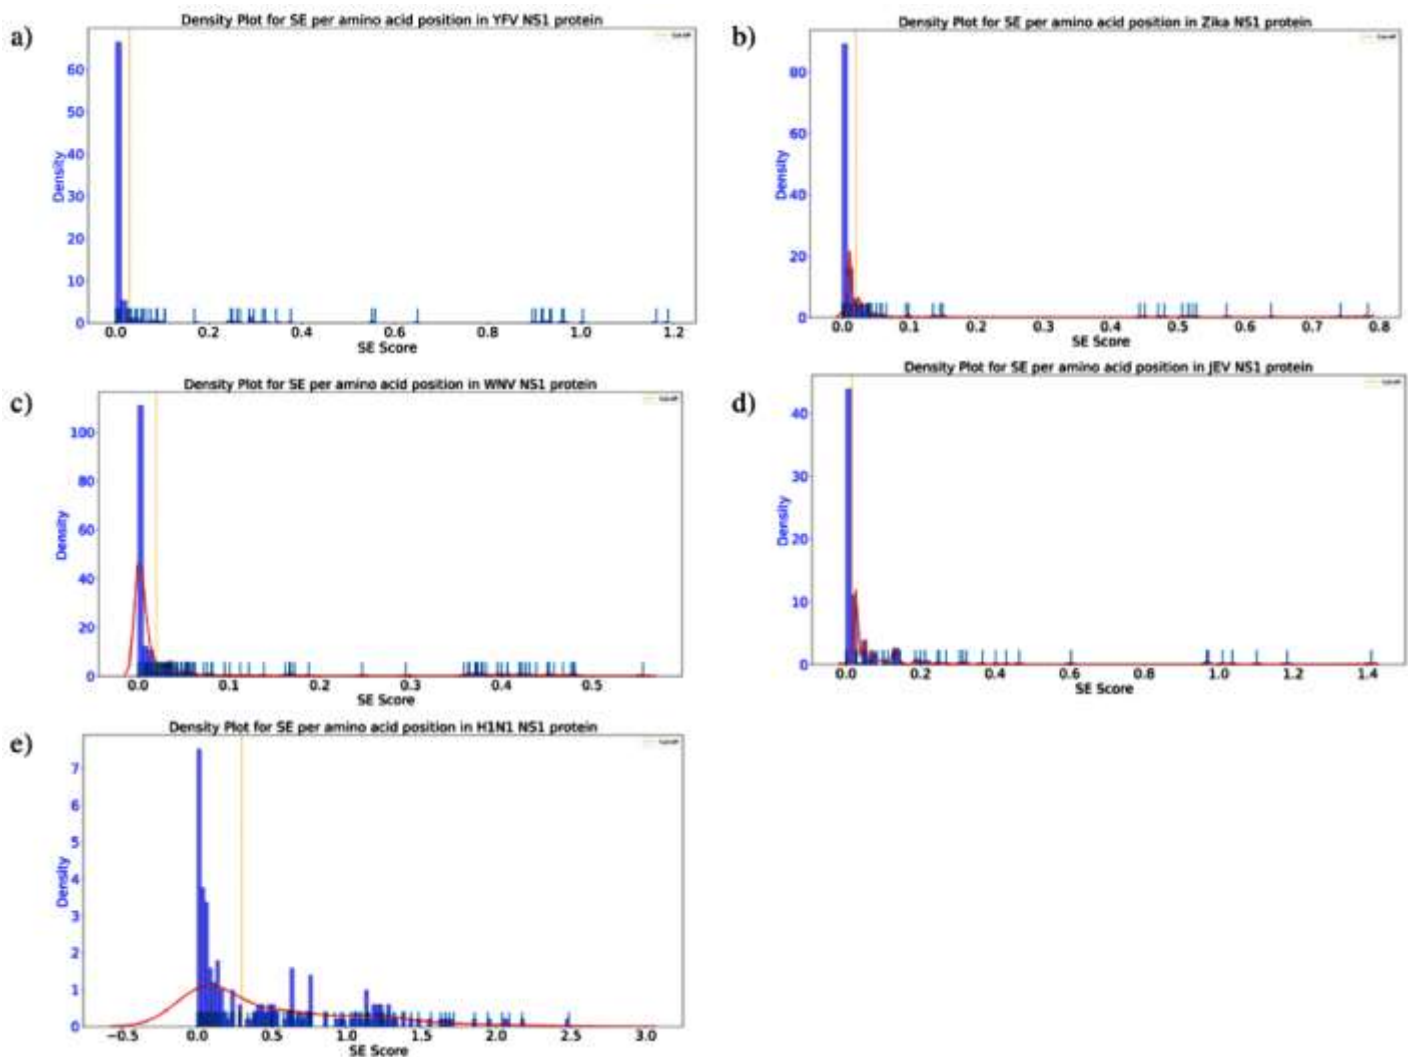 a)
Density Plot for SE per amino acid position in YFV NS1 protein
60
50
40
30
20
10
0
Density
0.0 0.2 0.4 0.6 0.8 1.0 1.2
SE Score
b)
Density Plot for SE per amino acid position in Zika NS1 protein
80
60
40
20
0
Density
0.0 0.1 0.2 0.3 0.4 0.5 0.6 0.7 0.8
SE Score
c)
Density Plot for SE per amino acid position in WNV NS1 protein
100
80
60
40
20
0
Density
0.0 0.1 0.2 0.3 0.4 0.5
SE Score
d)
Density Plot for SE per amino acid position in JEV NS1 protein
40
30
20
10
0
Density
0.0 0.2 0.4 0.6 0.8 1.0 1.2 1.4
SE Score
e)
Density Plot for SE per amino acid position in H1N1 NS1 protein
7
6
5
4
3
2
1
0
Density
−0.5 0.0 0.5 1.0 1.5 2.0 2.5 3.0
SE Score